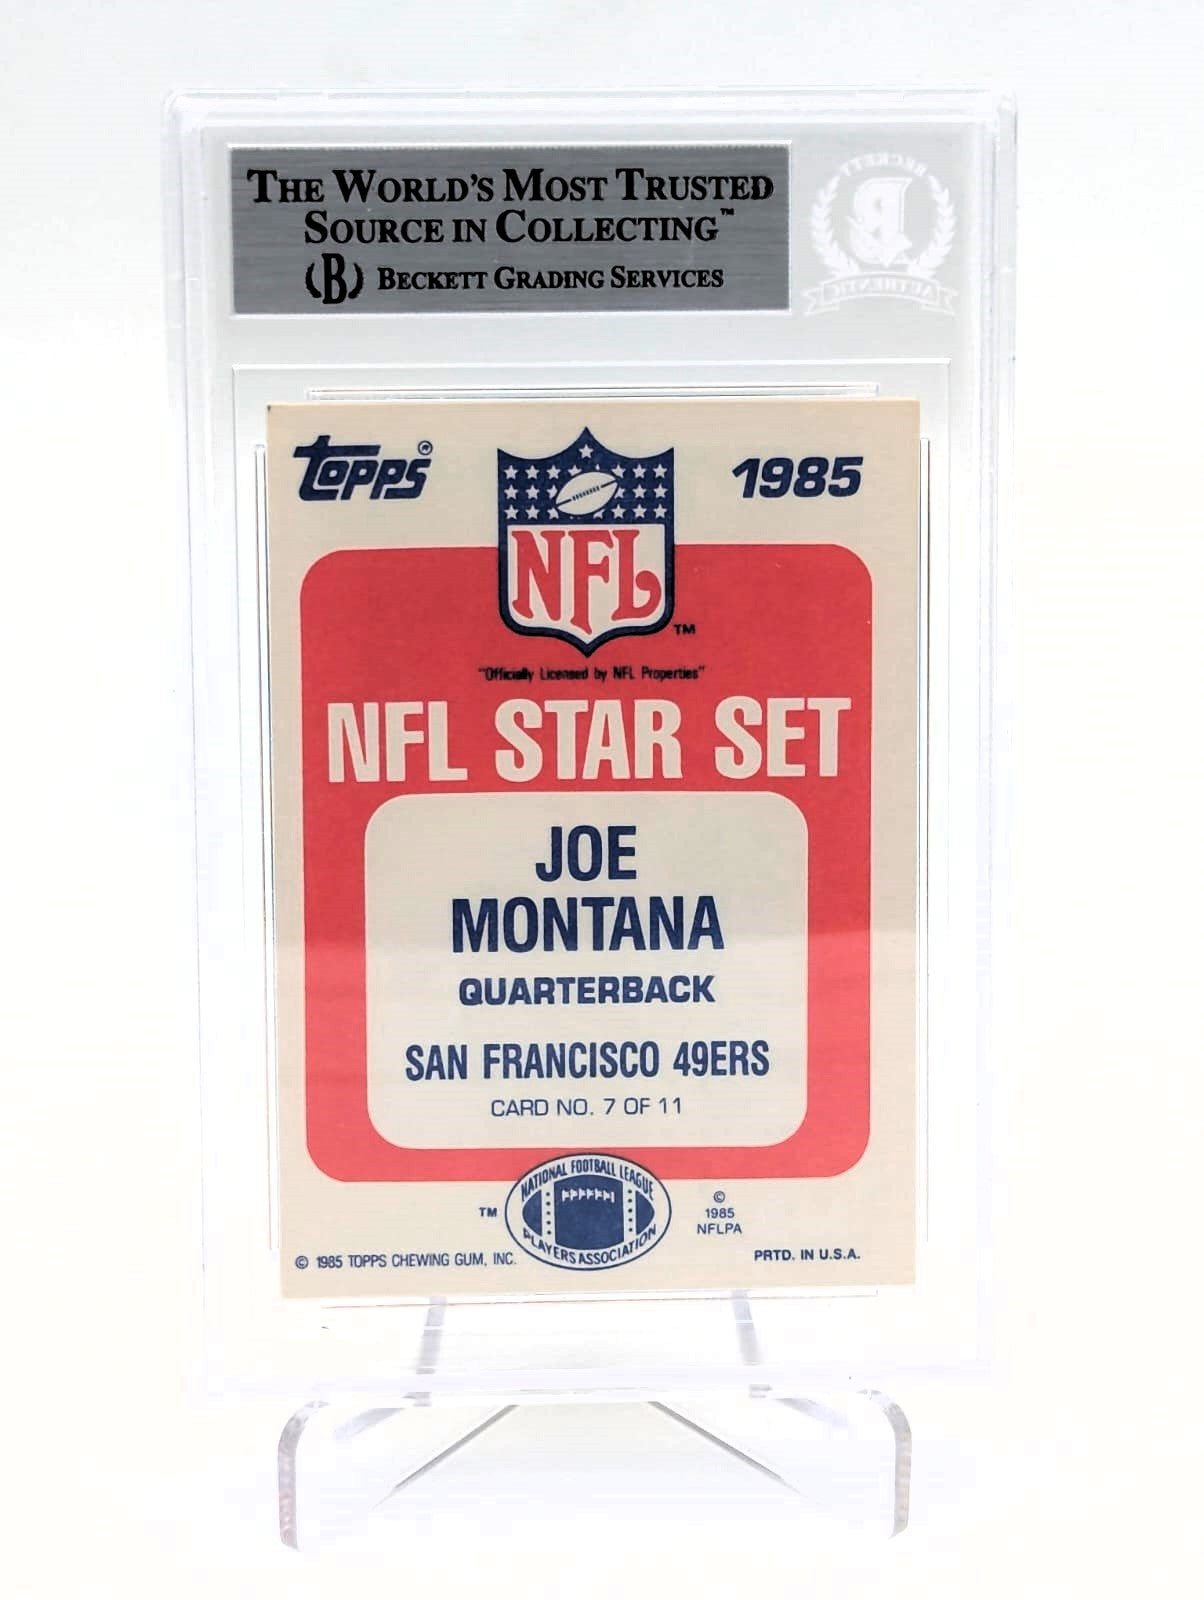 THE WORLD'S MOST TRUSTED
SOURCE IN COLLECTING™
(B) BECKETT GRADING SERVICES
BECKETT
B
AUTHENTIC
TOPPS®
1985
NFL
TM
"Officially Licensed by NFL Properties"
NFL STAR SET
JOE
MONTANA
QUARTERBACK
SAN FRANCISCO 49ERS
CARD NO. 7 OF 11
NATIONAL FOOTBALL LEAGUE
PLAYERS ASSOCIATION
TM
©
1985
NFLPA
© 1985 TOPPS CHEWING GUM, INC.
PRTD. IN U.S.A.